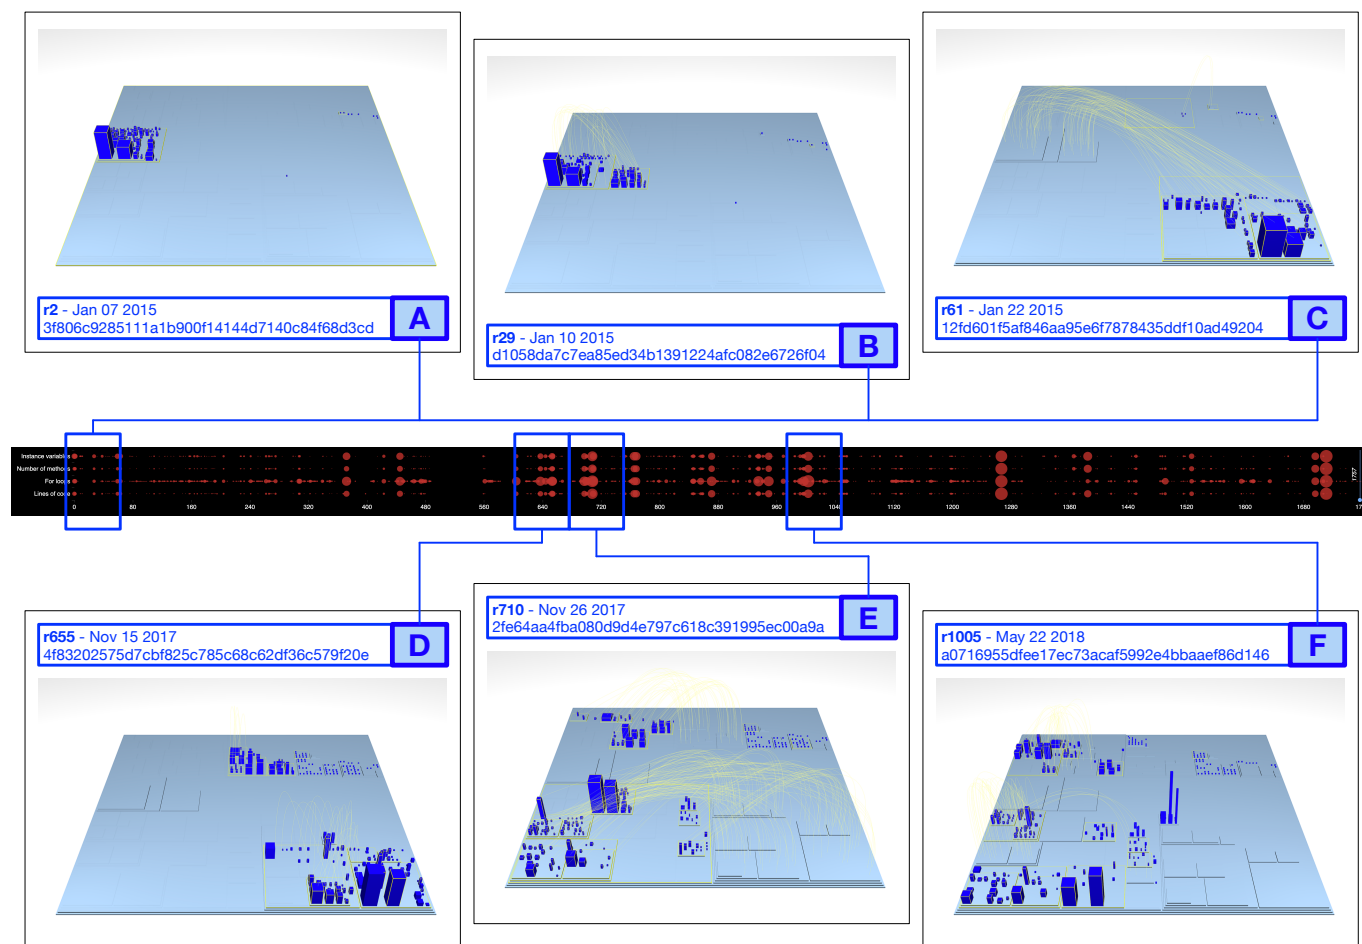 r2 - Jan 07 2015
3f806c9285111a1b900f14144d7140c84f68d3cd
A
r29 - Jan 10 2015
d1058da7c7ea85ed34b1391224afc082e6726f04
B
r61 - Jan 22 2015
12fd601f5af846aa95e6f7878435ddf10ad49204
C
Instance variables
Number of methods
For loops
Lines of code
0 80 160 240 320 400 480 560 640 720 800 880 960 1040 1120 1200 1280 1360 1440 1520 1600 1680
1757
r655 - Nov 15 2017
4f83202575d7cbf825c785c68c62df36c579f20e
D
r710 - Nov 26 2017
2fe64aa4fba080d9d4e797c618c391995ec00a9a
E
r1005 - May 22 2018
a0716955dfee17ec73acaf5992e4bbaaef86d146
F